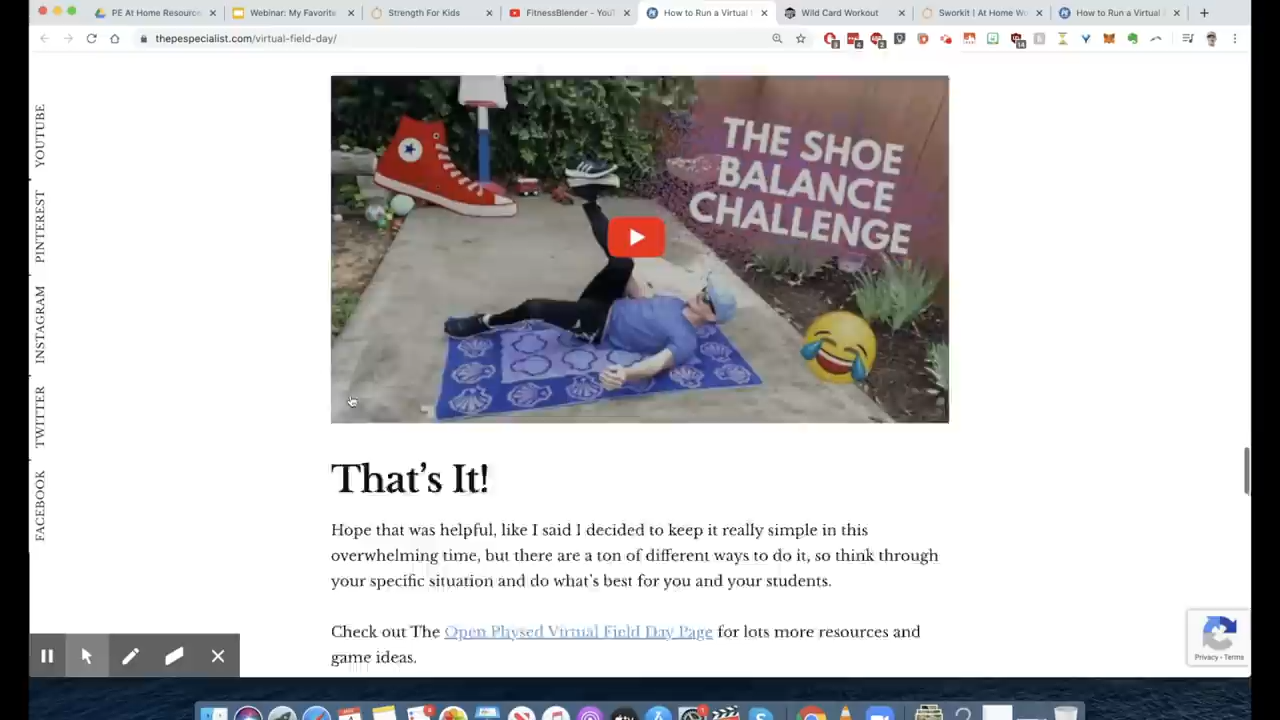 PE At Home Resourc
Webinar: My Favorite
Strength For Kids
FitnessBlender - YouT
How to Run a Virtual
Wild Card Workout
Sworkit | At Home Wo
How to Run a Virtual
thepespecialist.com/virtual-field-day/
YOUTUBE
PINTEREST
INSTAGRAM
TWITTER
FACEBOOK
THE SHOE
BALANCE
CHALLENGE
That's It!
Hope that was helpful, like I said I decided to keep it really simple in this
overwhelming time, but there are a ton of different ways to do it, so think through
your specific situation and do what's best for you and your students.
Check out The Open Physed Virtual Field Day Page for lots more resources and
game ideas.
Privacy - Terms